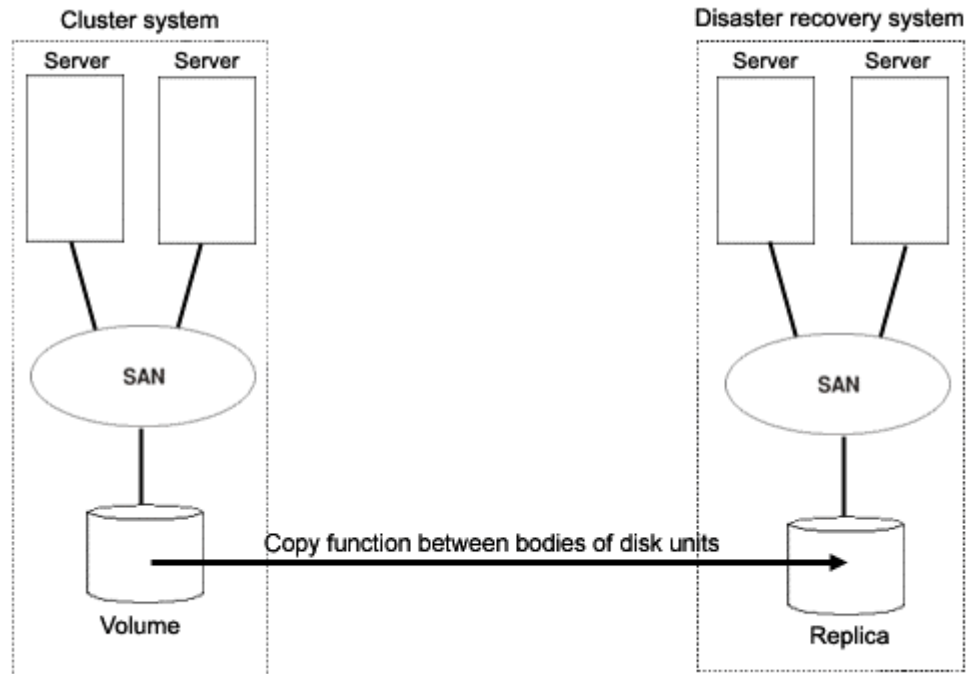 Cluster system
Disaster recovery system
Server
Server
Server
Server
SAN
SAN
Copy function between bodies of disk units
Volume
Replica